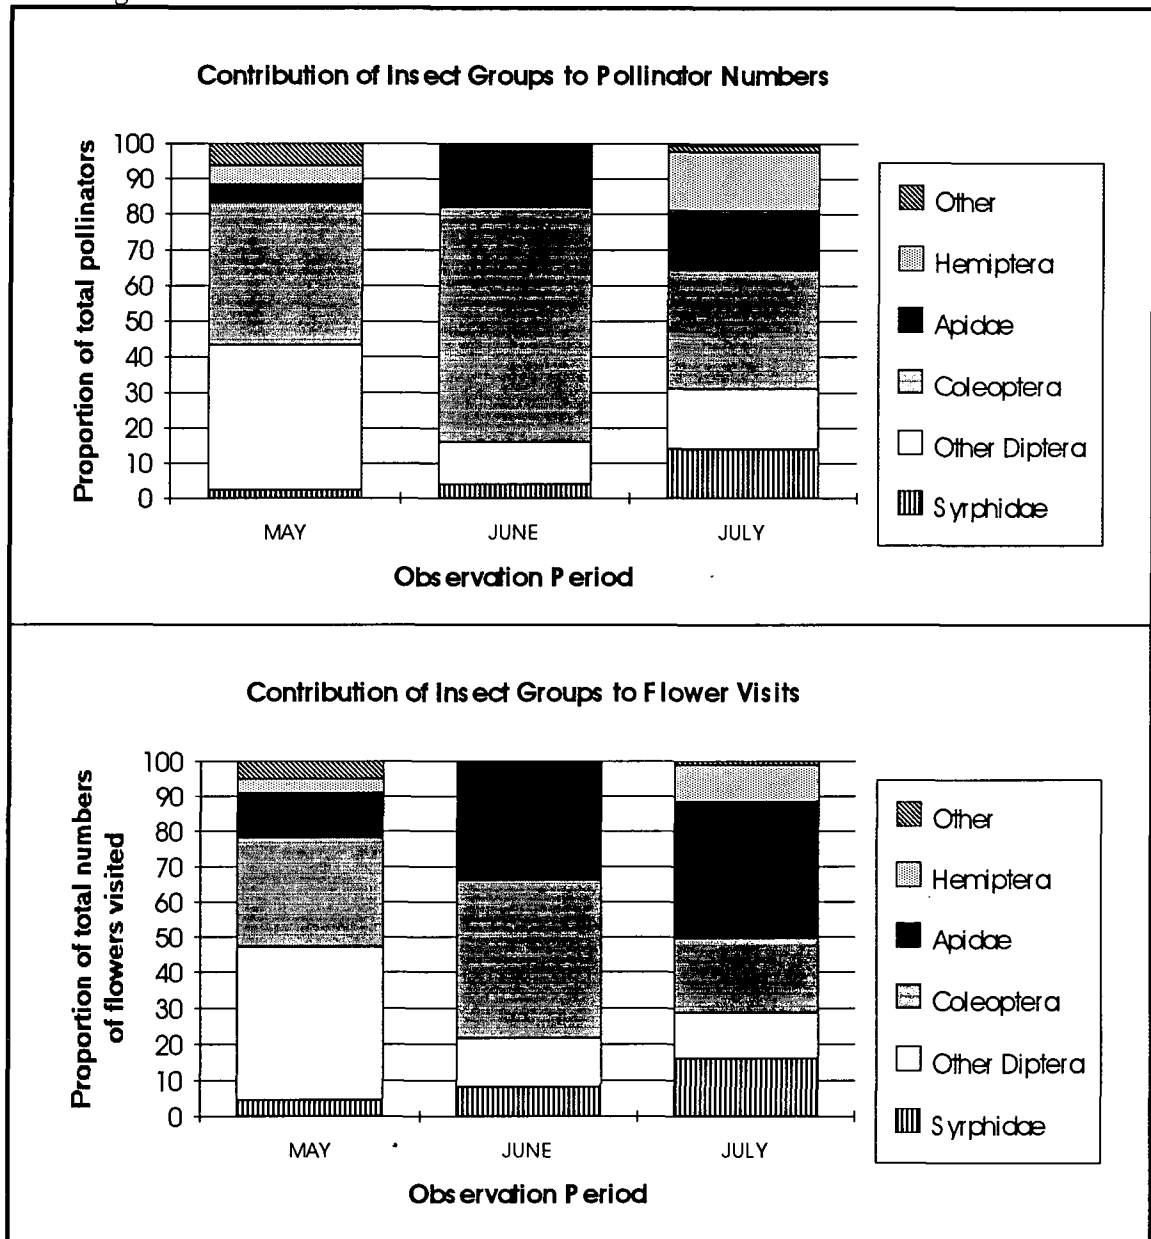 Contribution of Insect Groups to Pollinator Numbers
Proportion of total pollinators
100
90
80
70
60
50
40
30
20
10
0
MAY
JUNE
JULY
Observation Period
Other
Hemiptera
Apidae
Coleoptera
Other Diptera
Syrphidae
Contribution of Insect Groups to Flower Visits
Proportion of total numbers
of flowers visited
100
90
80
70
60
50
40
30
20
10
0
MAY
JUNE
JULY
Observation Period
Other
Hemiptera
Apidae
Coleoptera
Other Diptera
Syrphidae